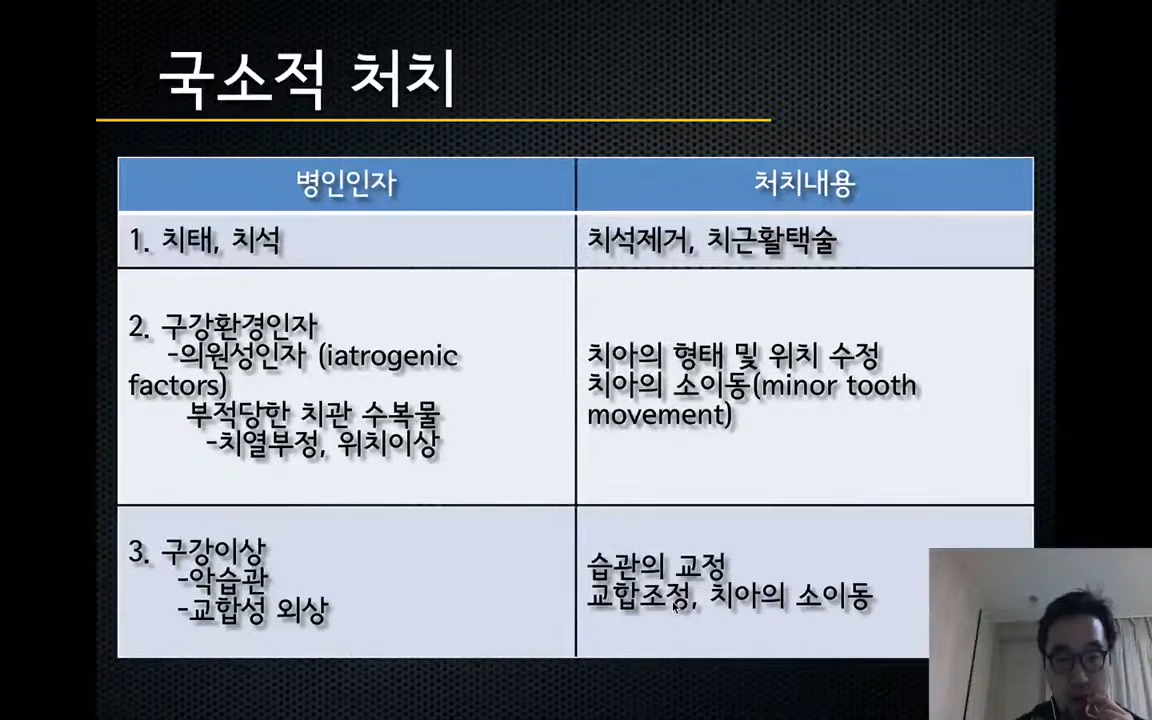 국소적 처치
병인인자
처치내용
1. 치태, 치석
치석제거, 치근활택술
2. 구강환경인자
-의원성인자 (iatrogenic
factors)
부적당한 치관 수복물
-치열부정, 위치이상
치아의 형태 및 위치 수정
치아의 소이동(minor tooth
movement)
3. 구강이상
-악습관
-교합성 외상
습관의 교정
교합조정, 치아의 소이동